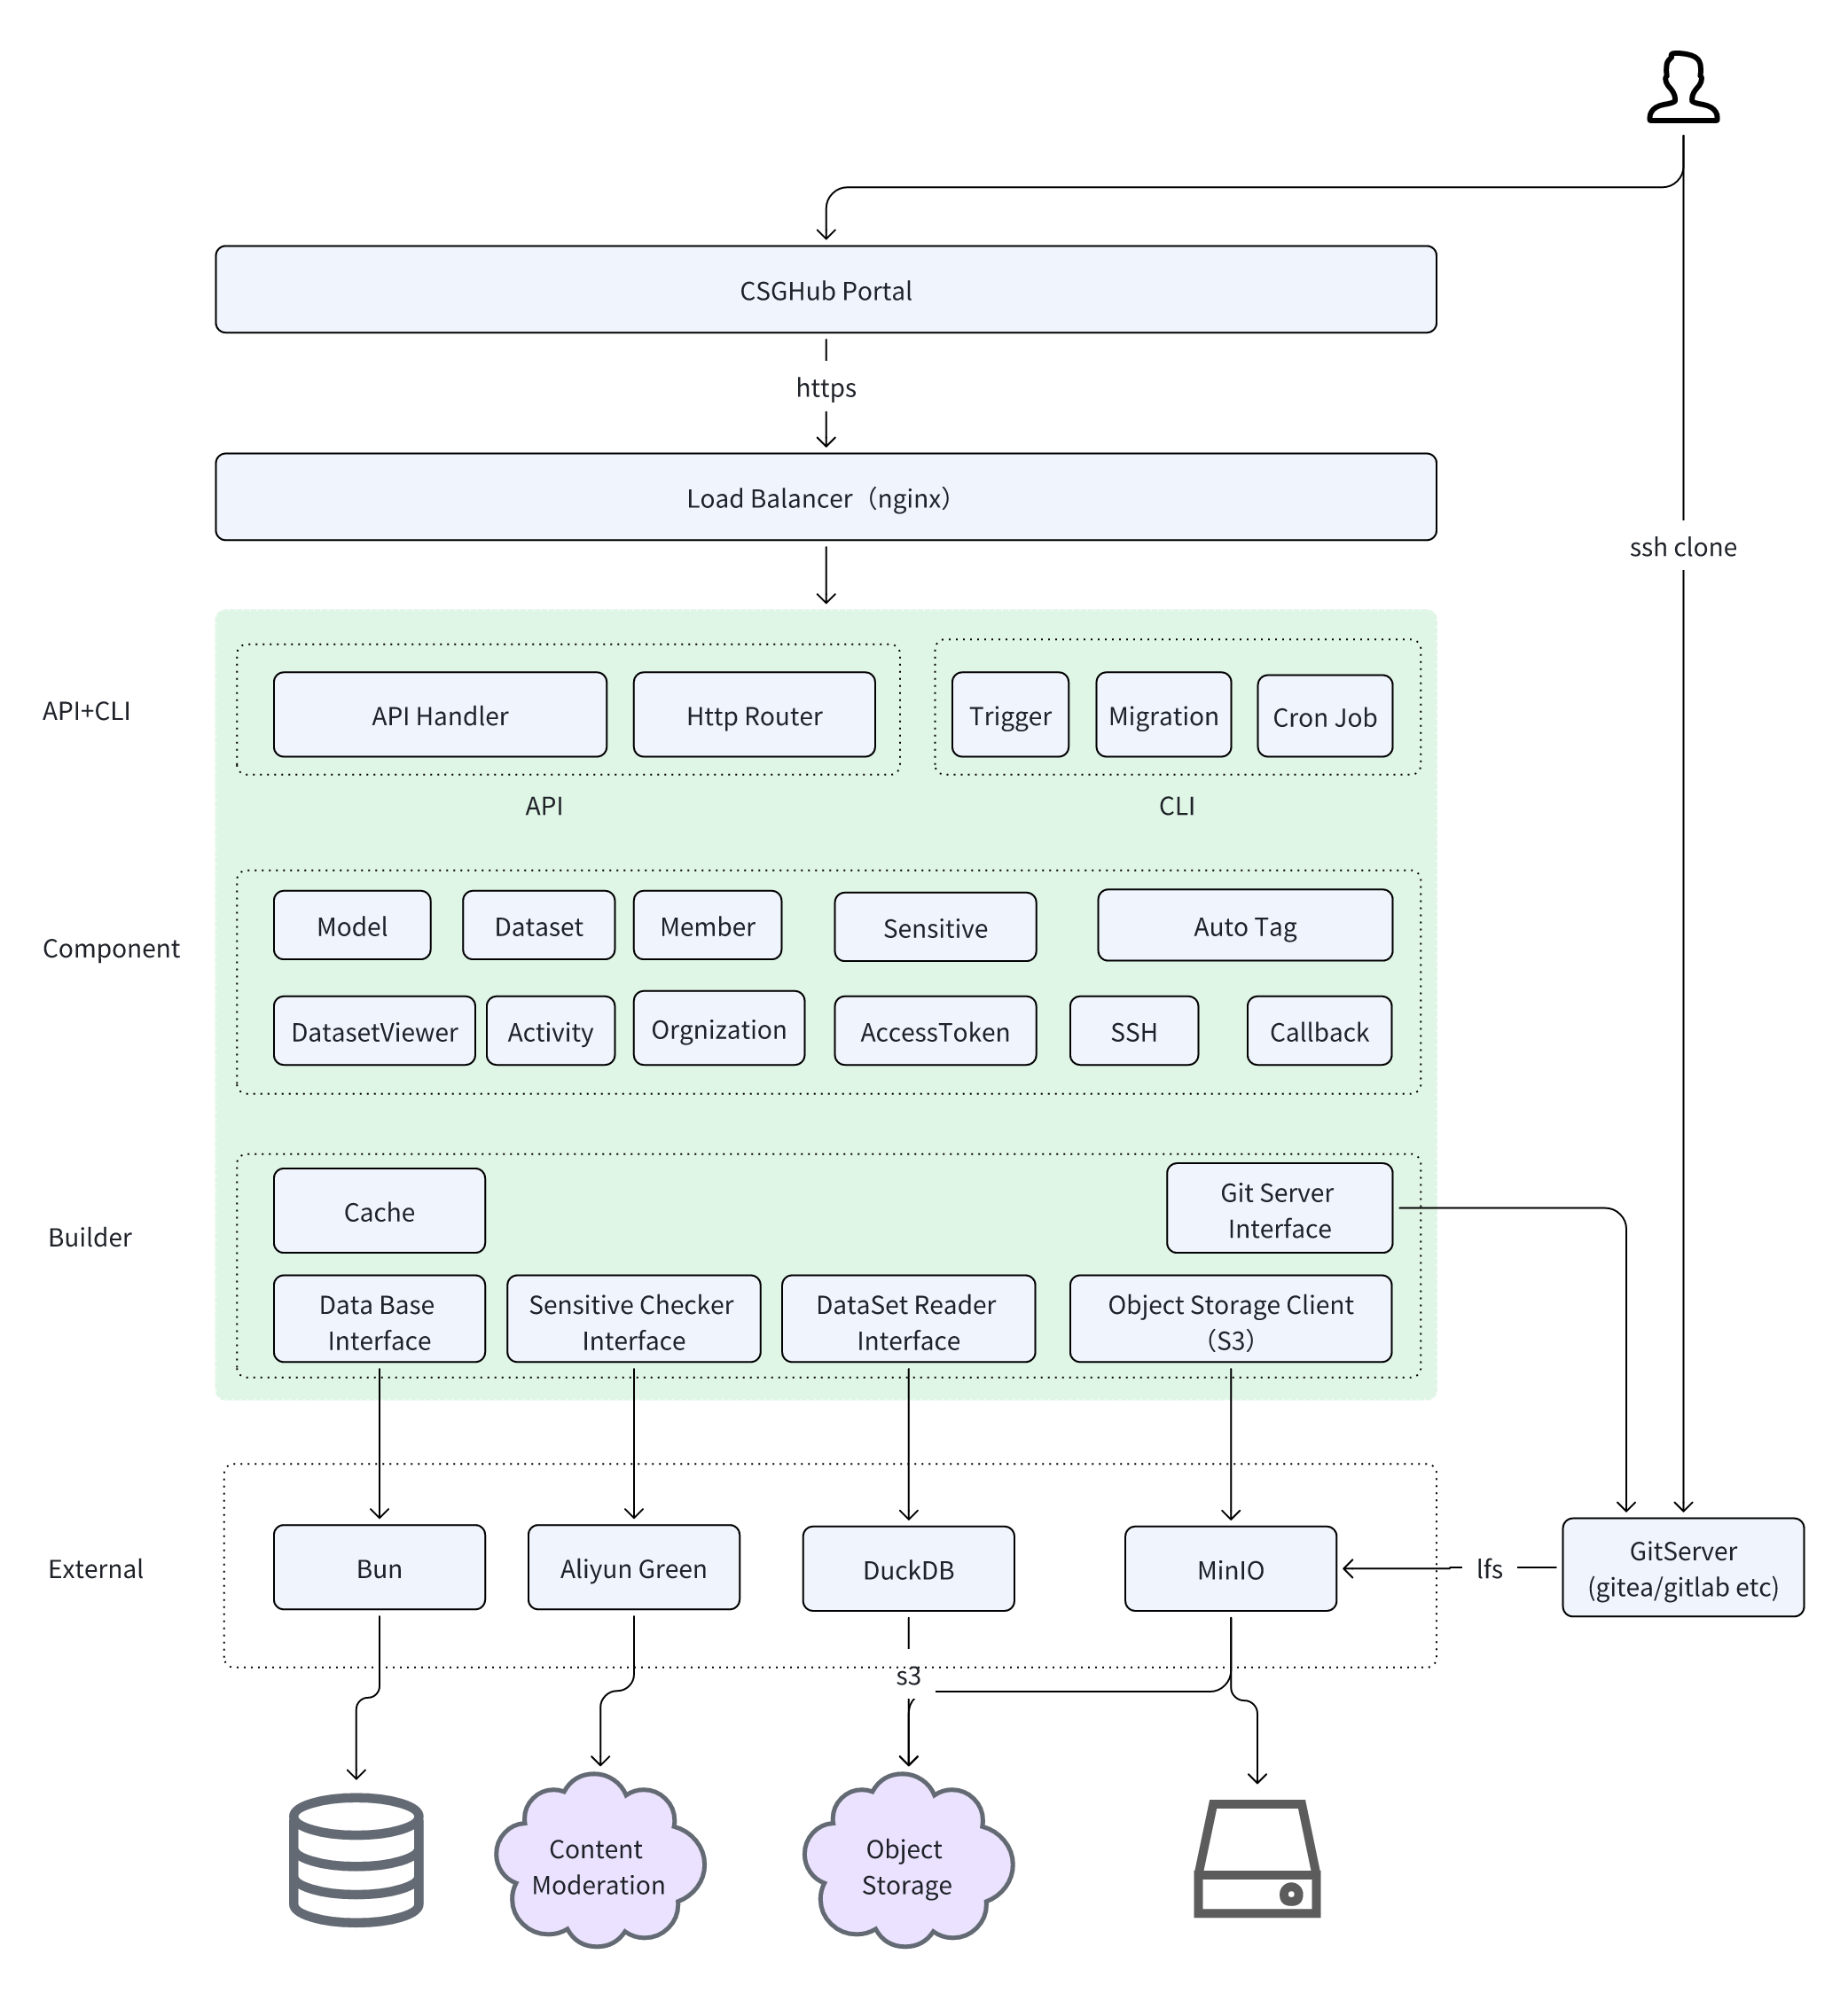 CSGHub Portal
https
Load Balancer（nginx）
ssh clone
API+CLI
API Handler
Http Router
Trigger
Migration
Cron Job
API
CLI
Component
Model
Dataset
Member
Sensitive
Auto Tag
DatasetViewer
Activity
Orgnization
AccessToken
SSH
Callback
Builder
Cache
Git Server
Interface
Data Base
Interface
Sensitive Checker
Interface
DataSet Reader
Interface
Object Storage Client
（S3）
External
Bun
Aliyun Green
DuckDB
MinIO
lfs
GitServer
(gitea/gitlab etc)
s3
Content
Moderation
Object
Storage